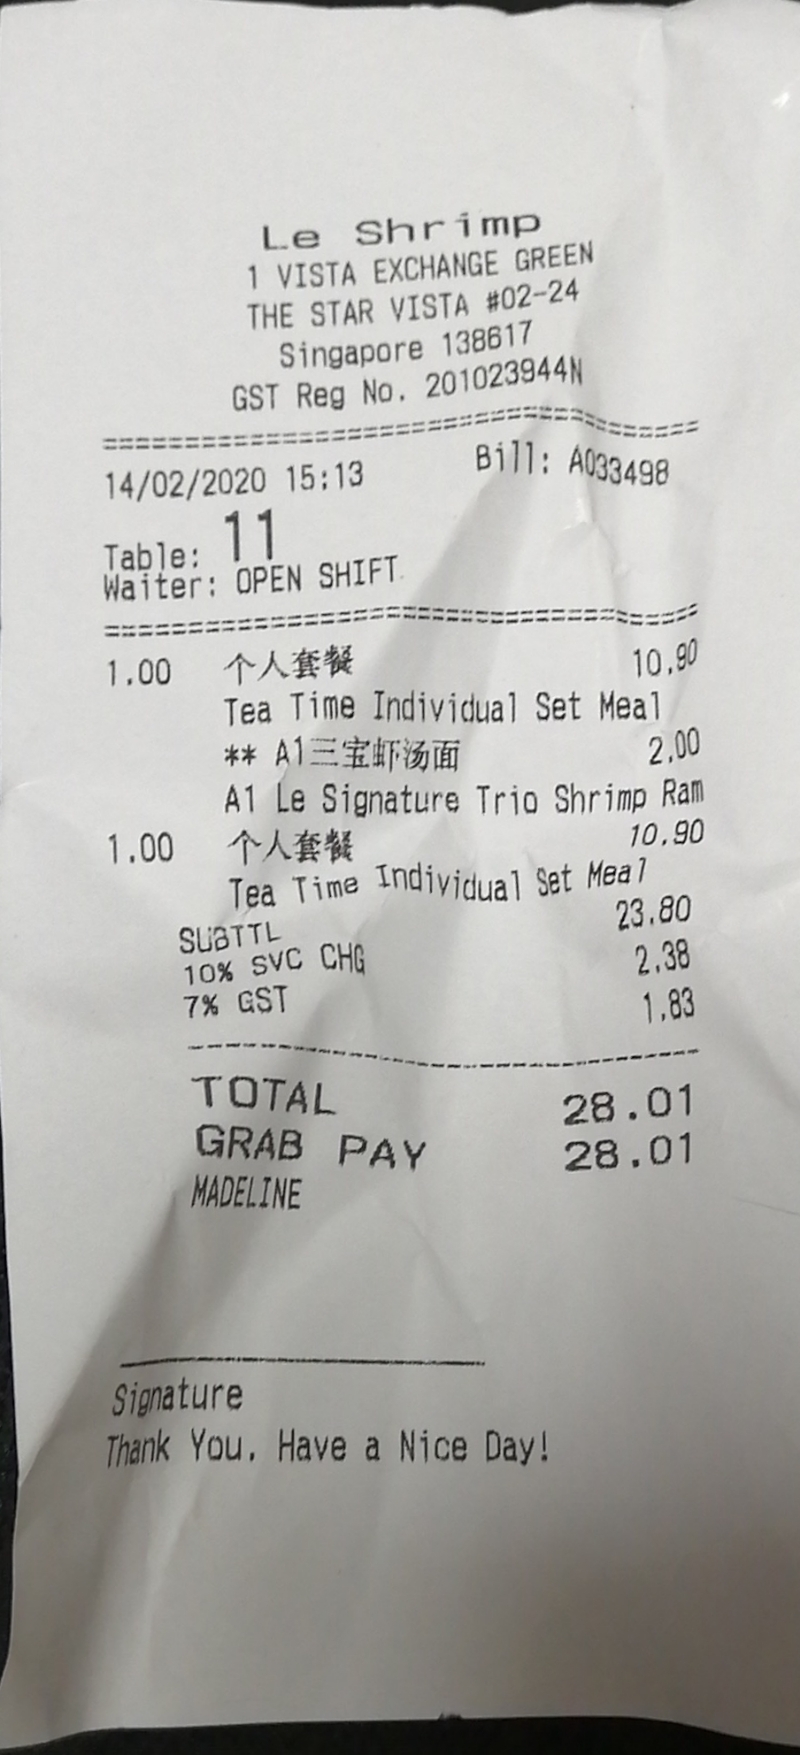 Le Shrimp
1 VISTA EXCHANGE GREEN
THE STAR VISTA #02-24
Singapore 138617
GST Reg No. 201023944N
14/02/2020 15:13 Bill: A033498
Table: 11
Waiter: OPEN SHIFT
1.00 个人套餐 10.90
Tea Time Individual Set Meal
** A1三宝虾汤面 2.00
A1 Le Signature Trio Shrimp Ram
1.00 个人套餐 10.90
Tea Time Individual Set Meal
SUBTTL 23.80
10% SVC CHG 2.38
7% GST 1.83
TOTAL 28.01
GRAB PAY 28.01
MADELINE
Signature
Thank You. Have a Nice Day!